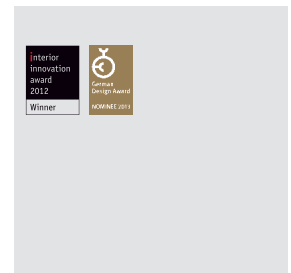 interior
innovation
award
2012
Winner
German
Design Award
NOMINEE 2013